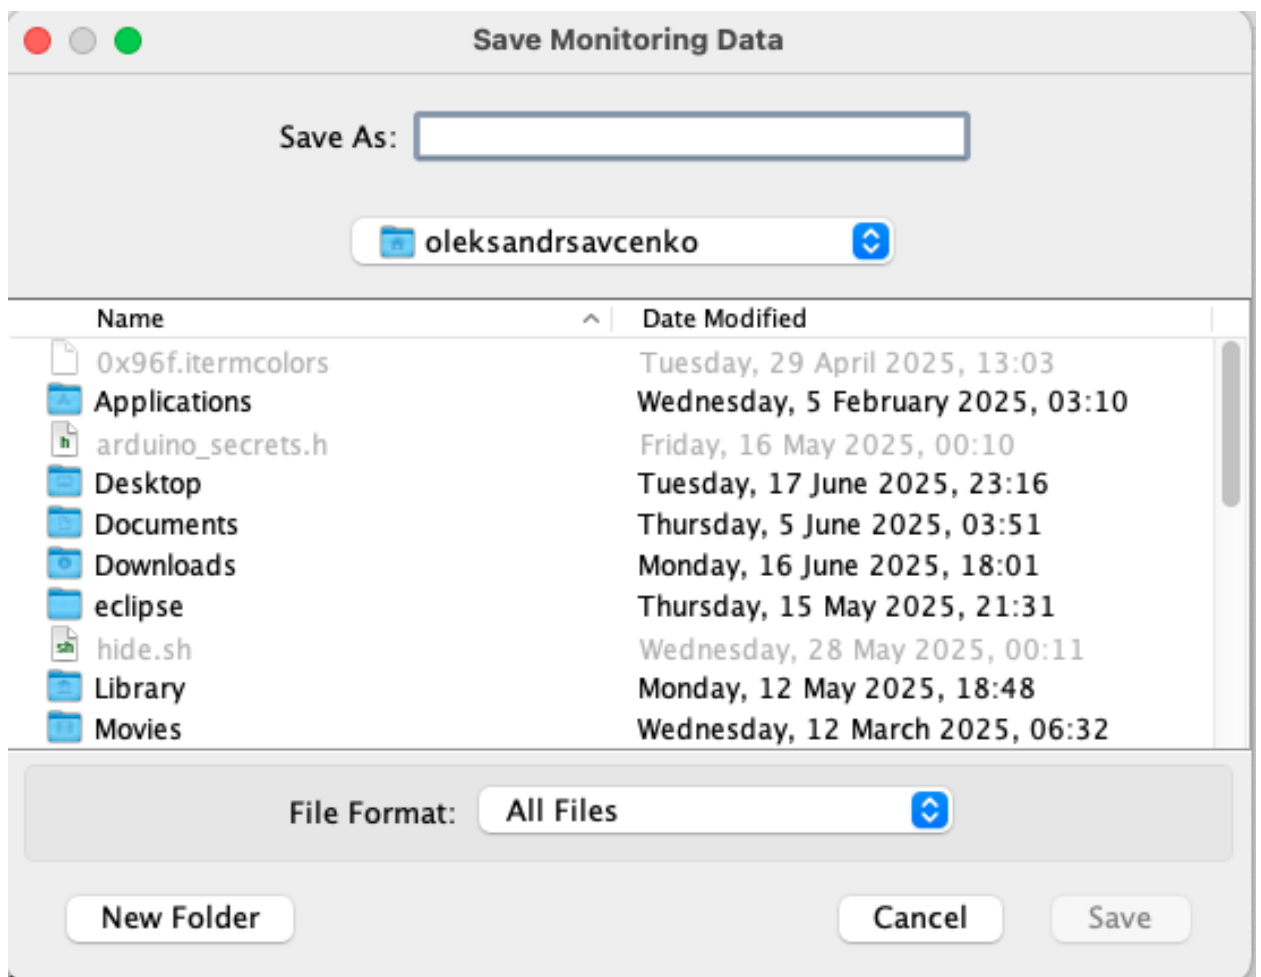 Save Monitoring Data
Save As:
oleksandrsavcenko
Name Date Modified
0x96f.itermcolors Tuesday, 29 April 2025, 13:03
Applications Wednesday, 5 February 2025, 03:10
h arduino_secrets.h Friday, 16 May 2025, 00:10
Desktop Tuesday, 17 June 2025, 23:16
Documents Thursday, 5 June 2025, 03:51
Downloads Monday, 16 June 2025, 18:01
eclipse Thursday, 15 May 2025, 21:31
sh hide.sh Wednesday, 28 May 2025, 00:11
Library Monday, 12 May 2025, 18:48
Movies Wednesday, 12 March 2025, 06:32
File Format: All Files
New Folder Cancel Save